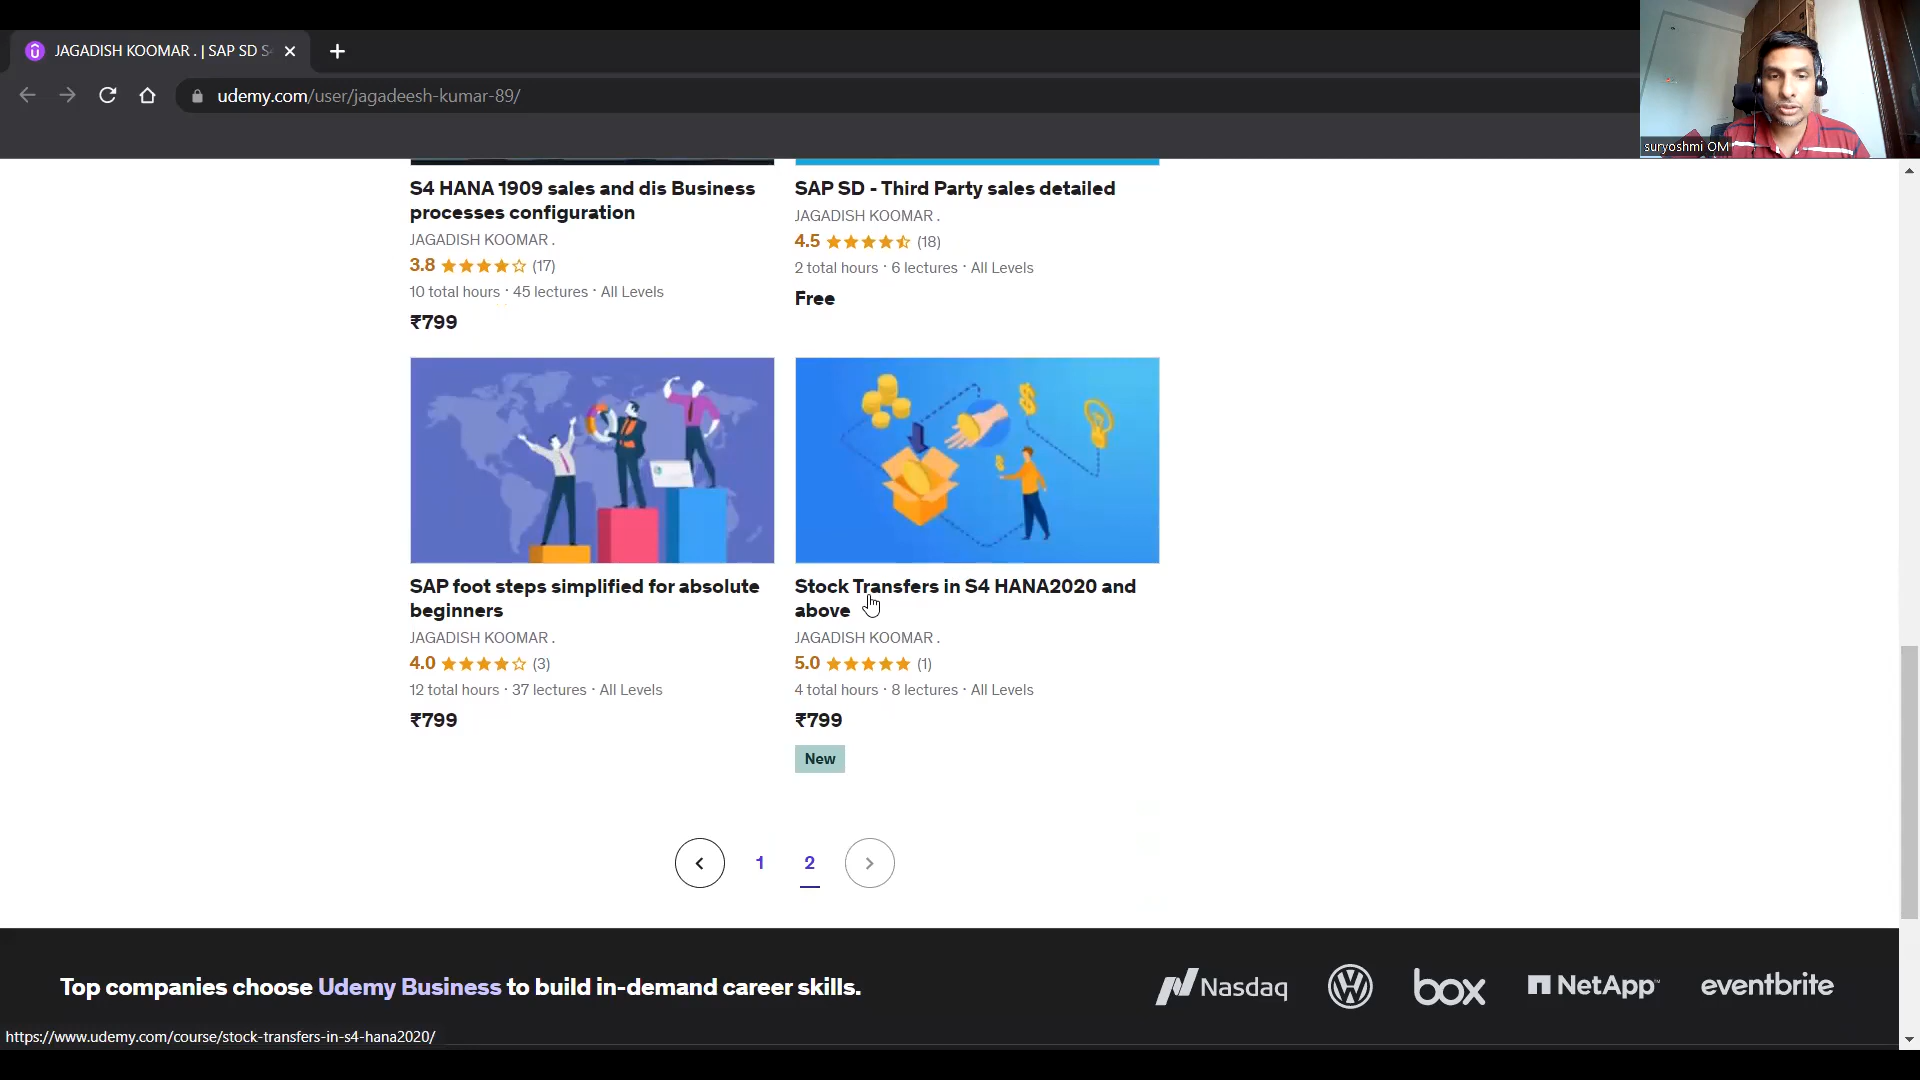 JAGADISH KOOMAR . | SAP SD S
udemy.com/user/jagadeesh-kumar-89/
suryoshmi OM
S4 HANA 1909 sales and dis Business
processes configuration
JAGADISH KOOMAR .
3.8 (17)
10 total hours · 45 lectures · All Levels
₹799
SAP SD - Third Party sales detailed
JAGADISH KOOMAR .
4.5 (18)
2 total hours · 6 lectures · All Levels
Free
SAP foot steps simplified for absolute
beginners
JAGADISH KOOMAR .
4.0 (3)
12 total hours · 37 lectures · All Levels
₹799
Stock Transfers in S4 HANA2020 and
above
JAGADISH KOOMAR .
5.0 (1)
4 total hours · 8 lectures · All Levels
₹799
New
1 2
Top companies choose Udemy Business to build in-demand career skills.
Nasdaq box NetApp eventbrite
https://www.udemy.com/course/stock-transfers-in-s4-hana2020/